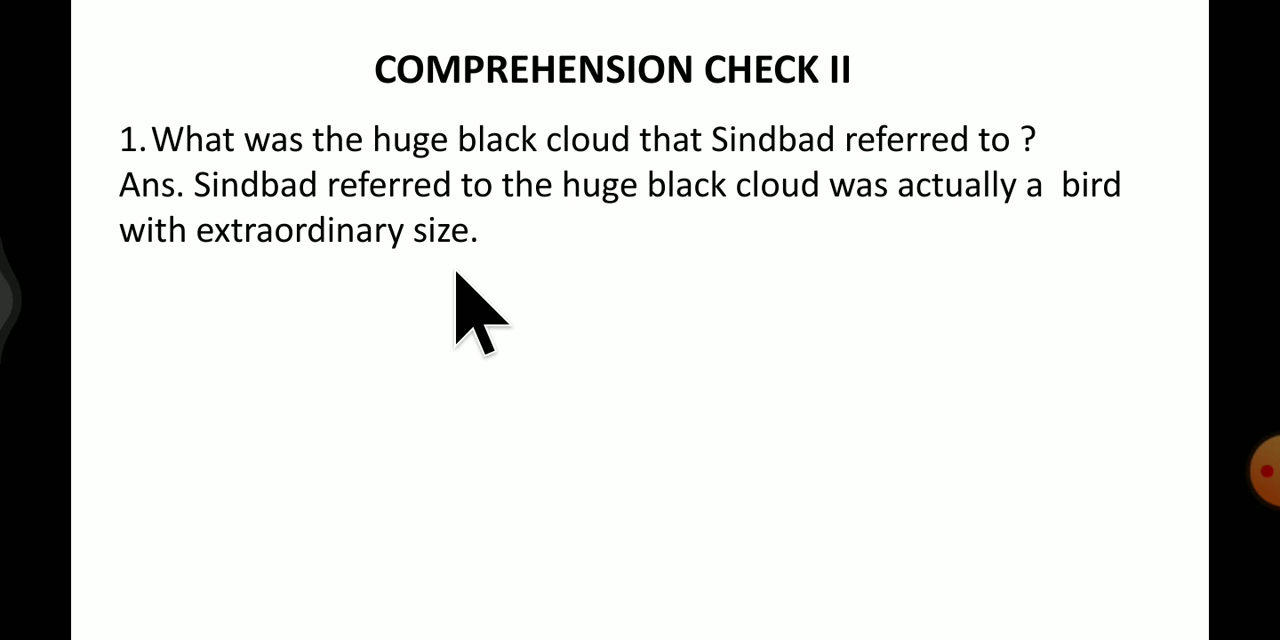 COMPREHENSION CHECK II
1. What was the huge black cloud that Sindbad referred to ?
Ans. Sindbad referred to the huge black cloud was actually a  bird
with extraordinary size.